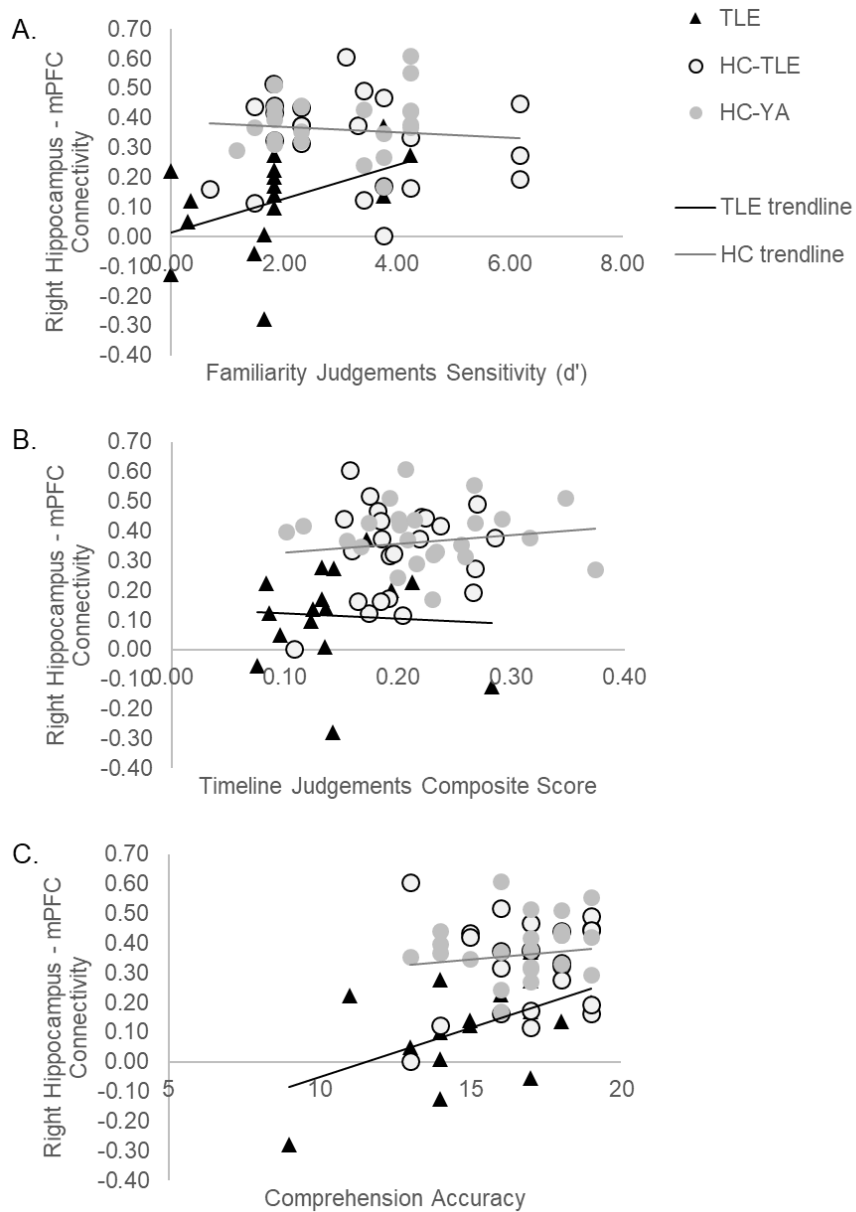 A.
0.70
0.60
0.50
0.40
0.30
0.20
0.10
0.00
-0.10
-0.20
-0.30
-0.40
Right Hippocampus - mPFC
Connectivity
0.00 2.00 4.00 6.00 8.00
Familiarity Judgements Sensitivity (d')
TLE
HC-TLE
HC-YA
TLE trendline
HC trendline
B.
0.70
0.60
0.50
0.40
0.30
0.20
0.10
0.00
-0.10
-0.20
-0.30
-0.40
Right Hippocampus - mPFC
Connectivity
0.00 0.10 0.20 0.30 0.40
Timeline Judgements Composite Score
C.
0.70
0.60
0.50
0.40
0.30
0.20
0.10
0.00
-0.10
-0.20
-0.30
-0.40
Right Hippocampus - mPFC
Connectivity
5 10 15 20
Comprehension Accuracy